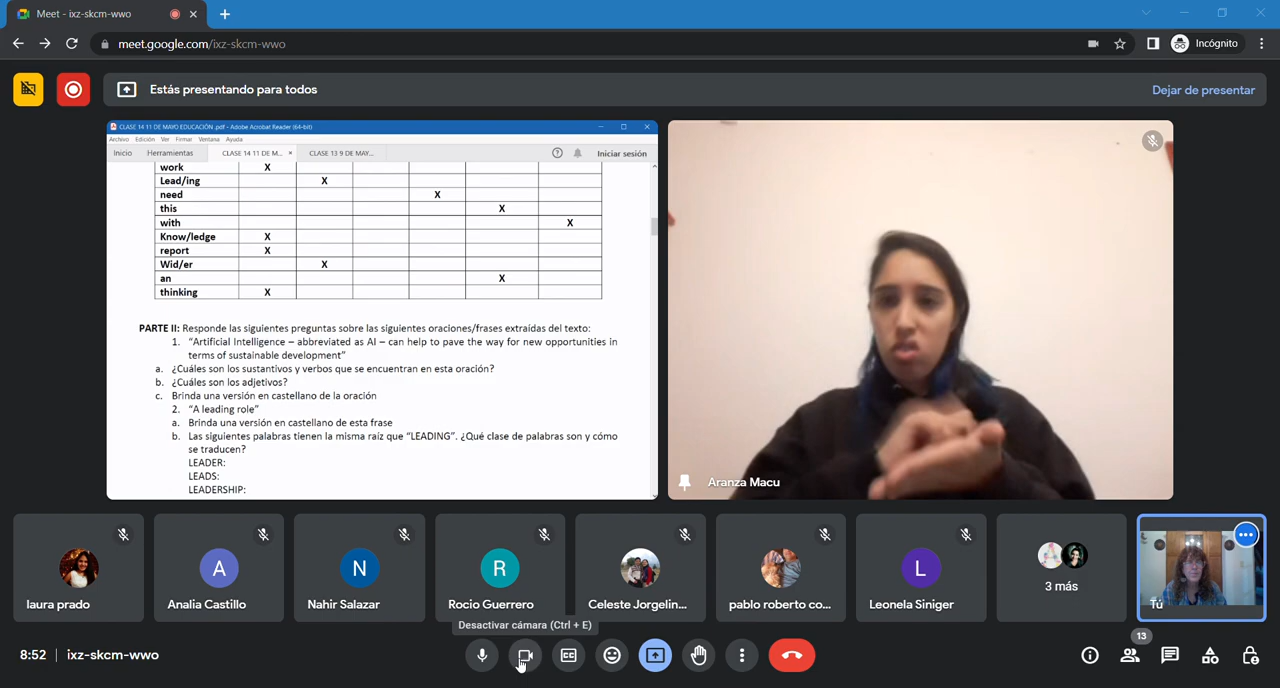 Meet - ixz-skcm-wwo
meet.google.com/ixz-skcm-wwo
Incógnito
Estás presentando para todos
Dejar de presentar
CLASE 14 11 DE MAYO EDUCACIÓN .pdf - Adobe Acrobat Reader (64-bit)
Archivo Edición Ver Firmar Ventana Ayuda
Inicio Herramientas CLASE 14 11 DE M... CLASE 13 9 DE MAY... Iniciar sesión
work X
Lead/ing X
need X
this X
with X
Know/ledge X
report X
Wid/er X
an X
thinking X
PARTE II: Responde las siguientes preguntas sobre las siguientes oraciones/frases extraídas del texto:
1. “Artificial Intelligence – abbreviated as AI – can help to pave the way for new opportunities in
terms of sustainable development”
a. ¿Cuáles son los sustantivos y verbos que se encuentran en esta oración?
b. ¿Cuáles son los adjetivos?
c. Brinda una versión en castellano de la oración
2. “A leading role”
a. Brinda una versión en castellano de esta frase
b. Las siguientes palabras tienen la misma raíz que “LEADING”. ¿Qué clase de palabras son y cómo
se traducen?
LEADER:
LEADS:
LEADERSHIP:
Aranza Macu
laura prado
A
Analia Castillo
N
Nahir Salazar
R
Rocio Guerrero
Celeste Jorgelin...
pablo roberto co...
L
Leonela Siniger
3 más
Tú
Desactivar cámara (Ctrl + E)
8:52 | ixz-skcm-wwo
13